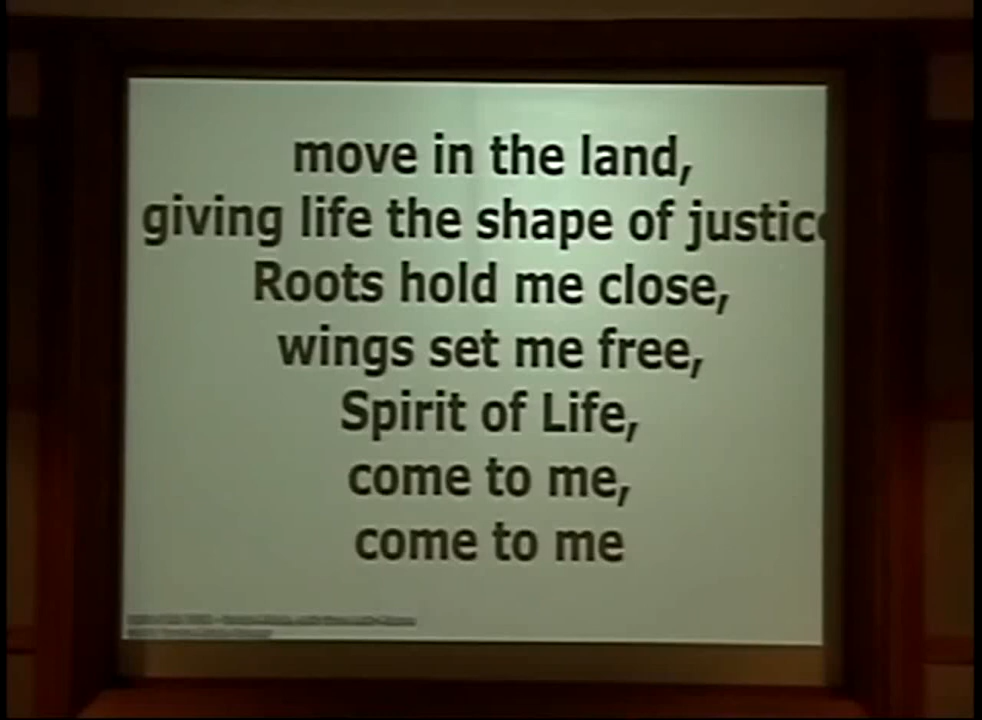 move in the land,
giving life the shape of justic
Roots hold me close,
wings set me free,
Spirit of Life,
come to me,
come to me